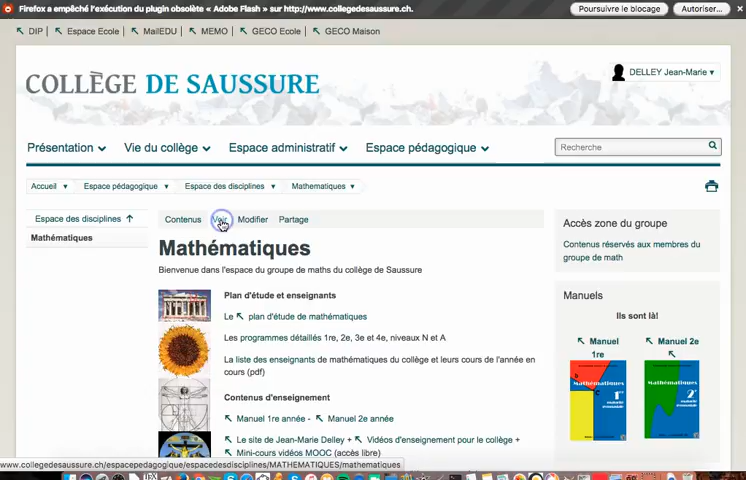 Firefox a empêché l'exécution du plugin obsolète « Adobe Flash » sur http://www.collegedesaussure.ch.
Poursuivre le blocage
Autoriser...
DIP
Espace Ecole
MailEDU
MEMO
GECO Ecole
GECO Maison
COLLÈGE DE SAUSSURE
DELLEY Jean-Marie
Présentation
Vie du collège
Espace administratif
Espace pédagogique
Recherche
Accueil
Espace pédagogique
Espace des disciplines
Mathematiques
Espace des disciplines
Mathématiques
Contenus
Voir
Modifier
Partage
Mathématiques
Bienvenue dans l'espace du groupe de maths du collège de Saussure
Plan d'étude et enseignants
Le plan d'étude de mathématiques
Les programmes détaillés 1re, 2e, 3e et 4e, niveaux N et A
La liste des enseignants de mathématiques du collège et leurs cours de l'année en
cours (pdf)
Contenus d'enseignement
Manuel 1re année - Manuel 2e année
Le site de Jean-Marie Delley + Vidéos d'enseignement pour le collège +
Mini-cours vidéos MOOC (accès libre)
Accès zone du groupe
Contenus réservés aux membres du
groupe de math
Manuels
Ils sont là!
Manuel
1re
Manuel 2e
Mathématiques
1re
Mathématiques
2e
www.collegedesaussure.ch/espacepedagogique/espacedesdisciplines/MATHEMATIQUES/mathematiques